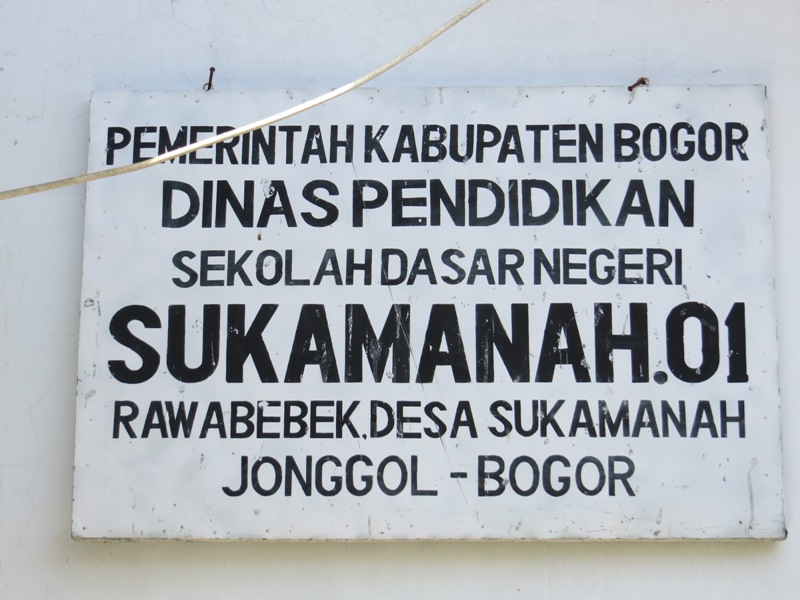 PEMERINTAH KABUPATEN BOGOR
DINAS PENDIDIKAN
SEKOLAH DASAR NEGERI
SUKAMANAH.01
RAWABEBEK, DESA SUKAMANAH
JONGGOL - BOGOR